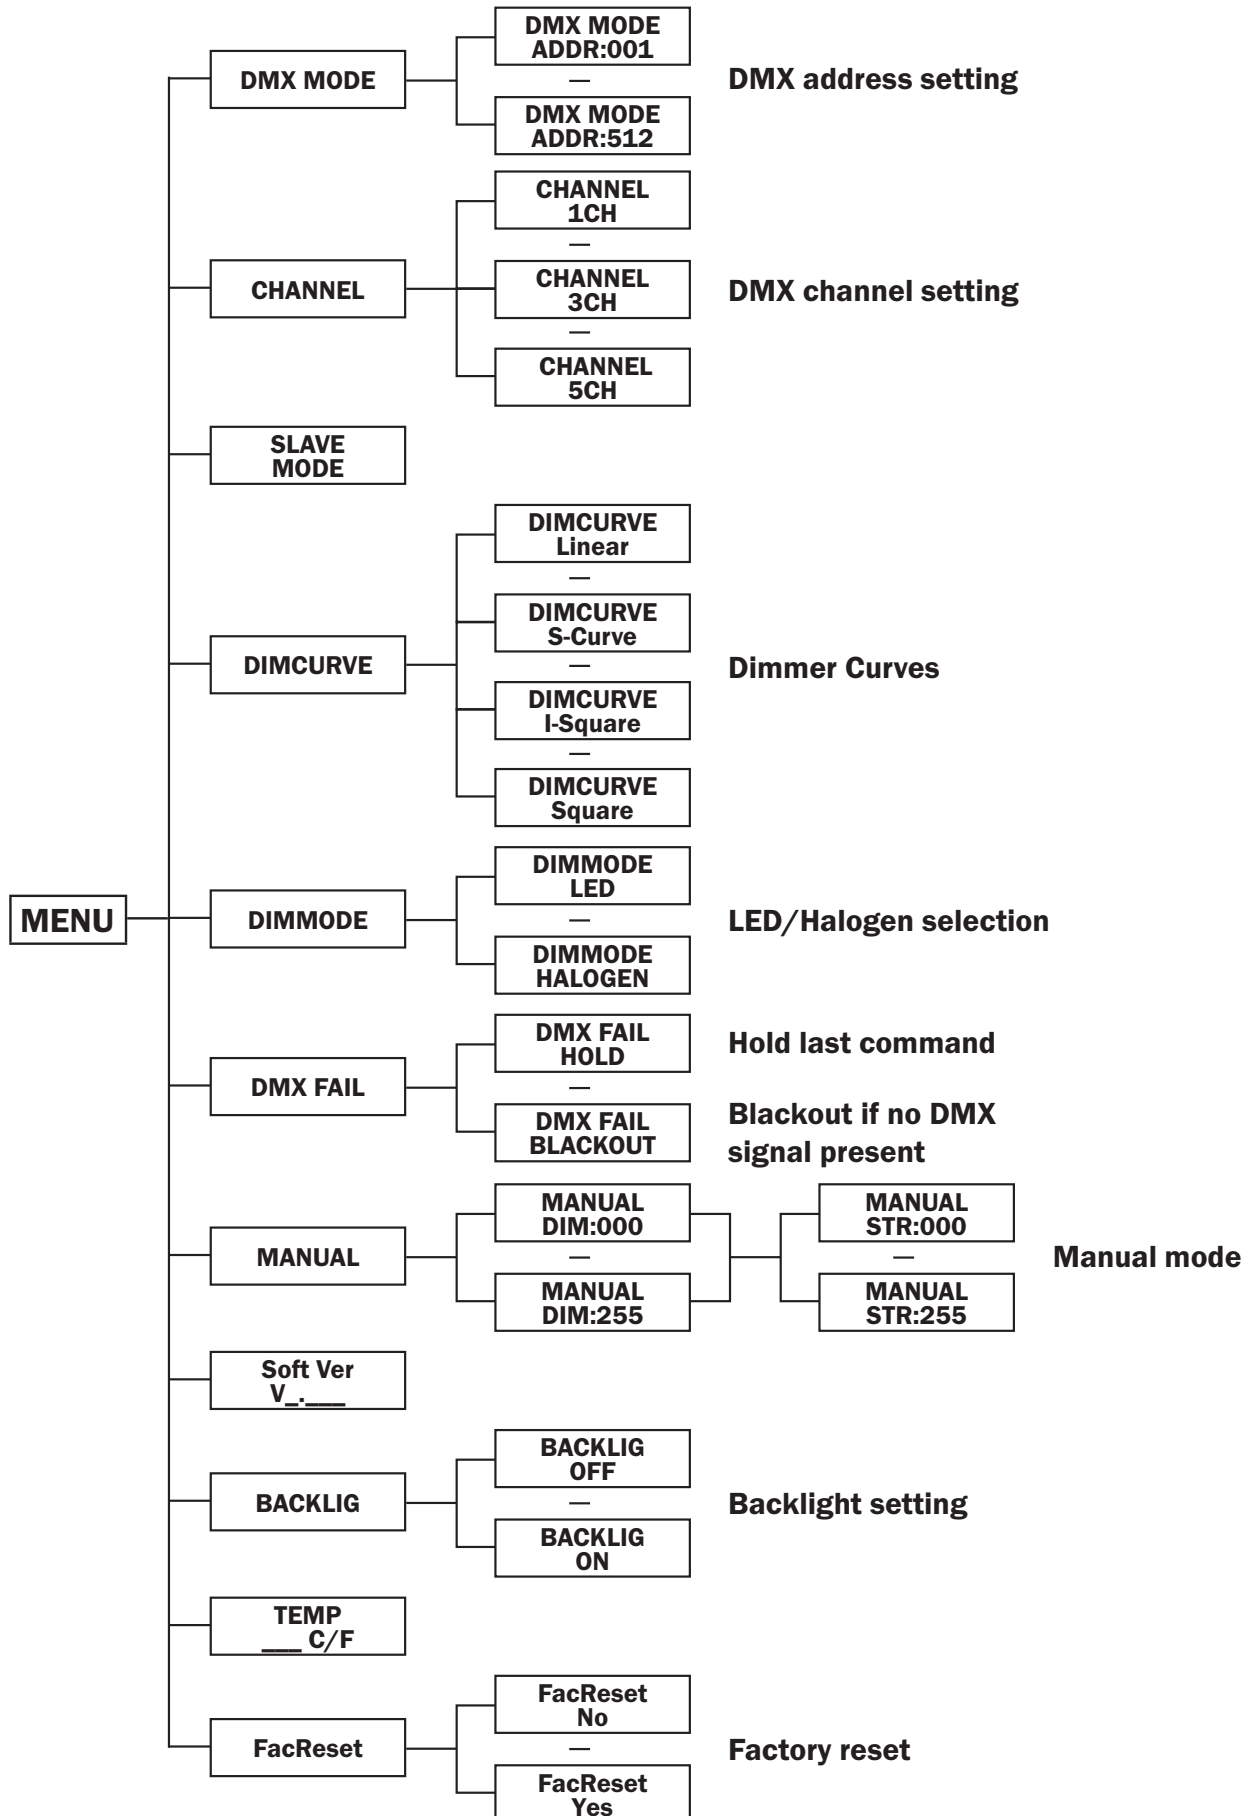 DMX MODE
DMX MODE
ADDR:001
—
DMX MODE
ADDR:512
DMX address setting
CHANNEL
CHANNEL
1CH
—
CHANNEL
3CH
—
CHANNEL
5CH
DMX channel setting
SLAVE
MODE
DIMCURVE
DIMCURVE
Linear
—
DIMCURVE
S-Curve
—
DIMCURVE
I-Square
—
DIMCURVE
Square
Dimmer Curves
MENU
DIMMODE
DIMMODE
LED
—
DIMMODE
HALOGEN
LED/Halogen selection
DMX FAIL
DMX FAIL
HOLD
Hold last command
—
DMX FAIL
BLACKOUT
Blackout if no DMX
signal present
MANUAL
MANUAL
DIM:000
—
MANUAL
DIM:255
MANUAL
STR:000
—
MANUAL
STR:255
Manual mode
Soft Ver
V_.___
BACKLIG
BACKLIG
OFF
—
BACKLIG
ON
Backlight setting
TEMP
___ C/F
FacReset
FacReset
No
—
FacReset
Yes
Factory reset